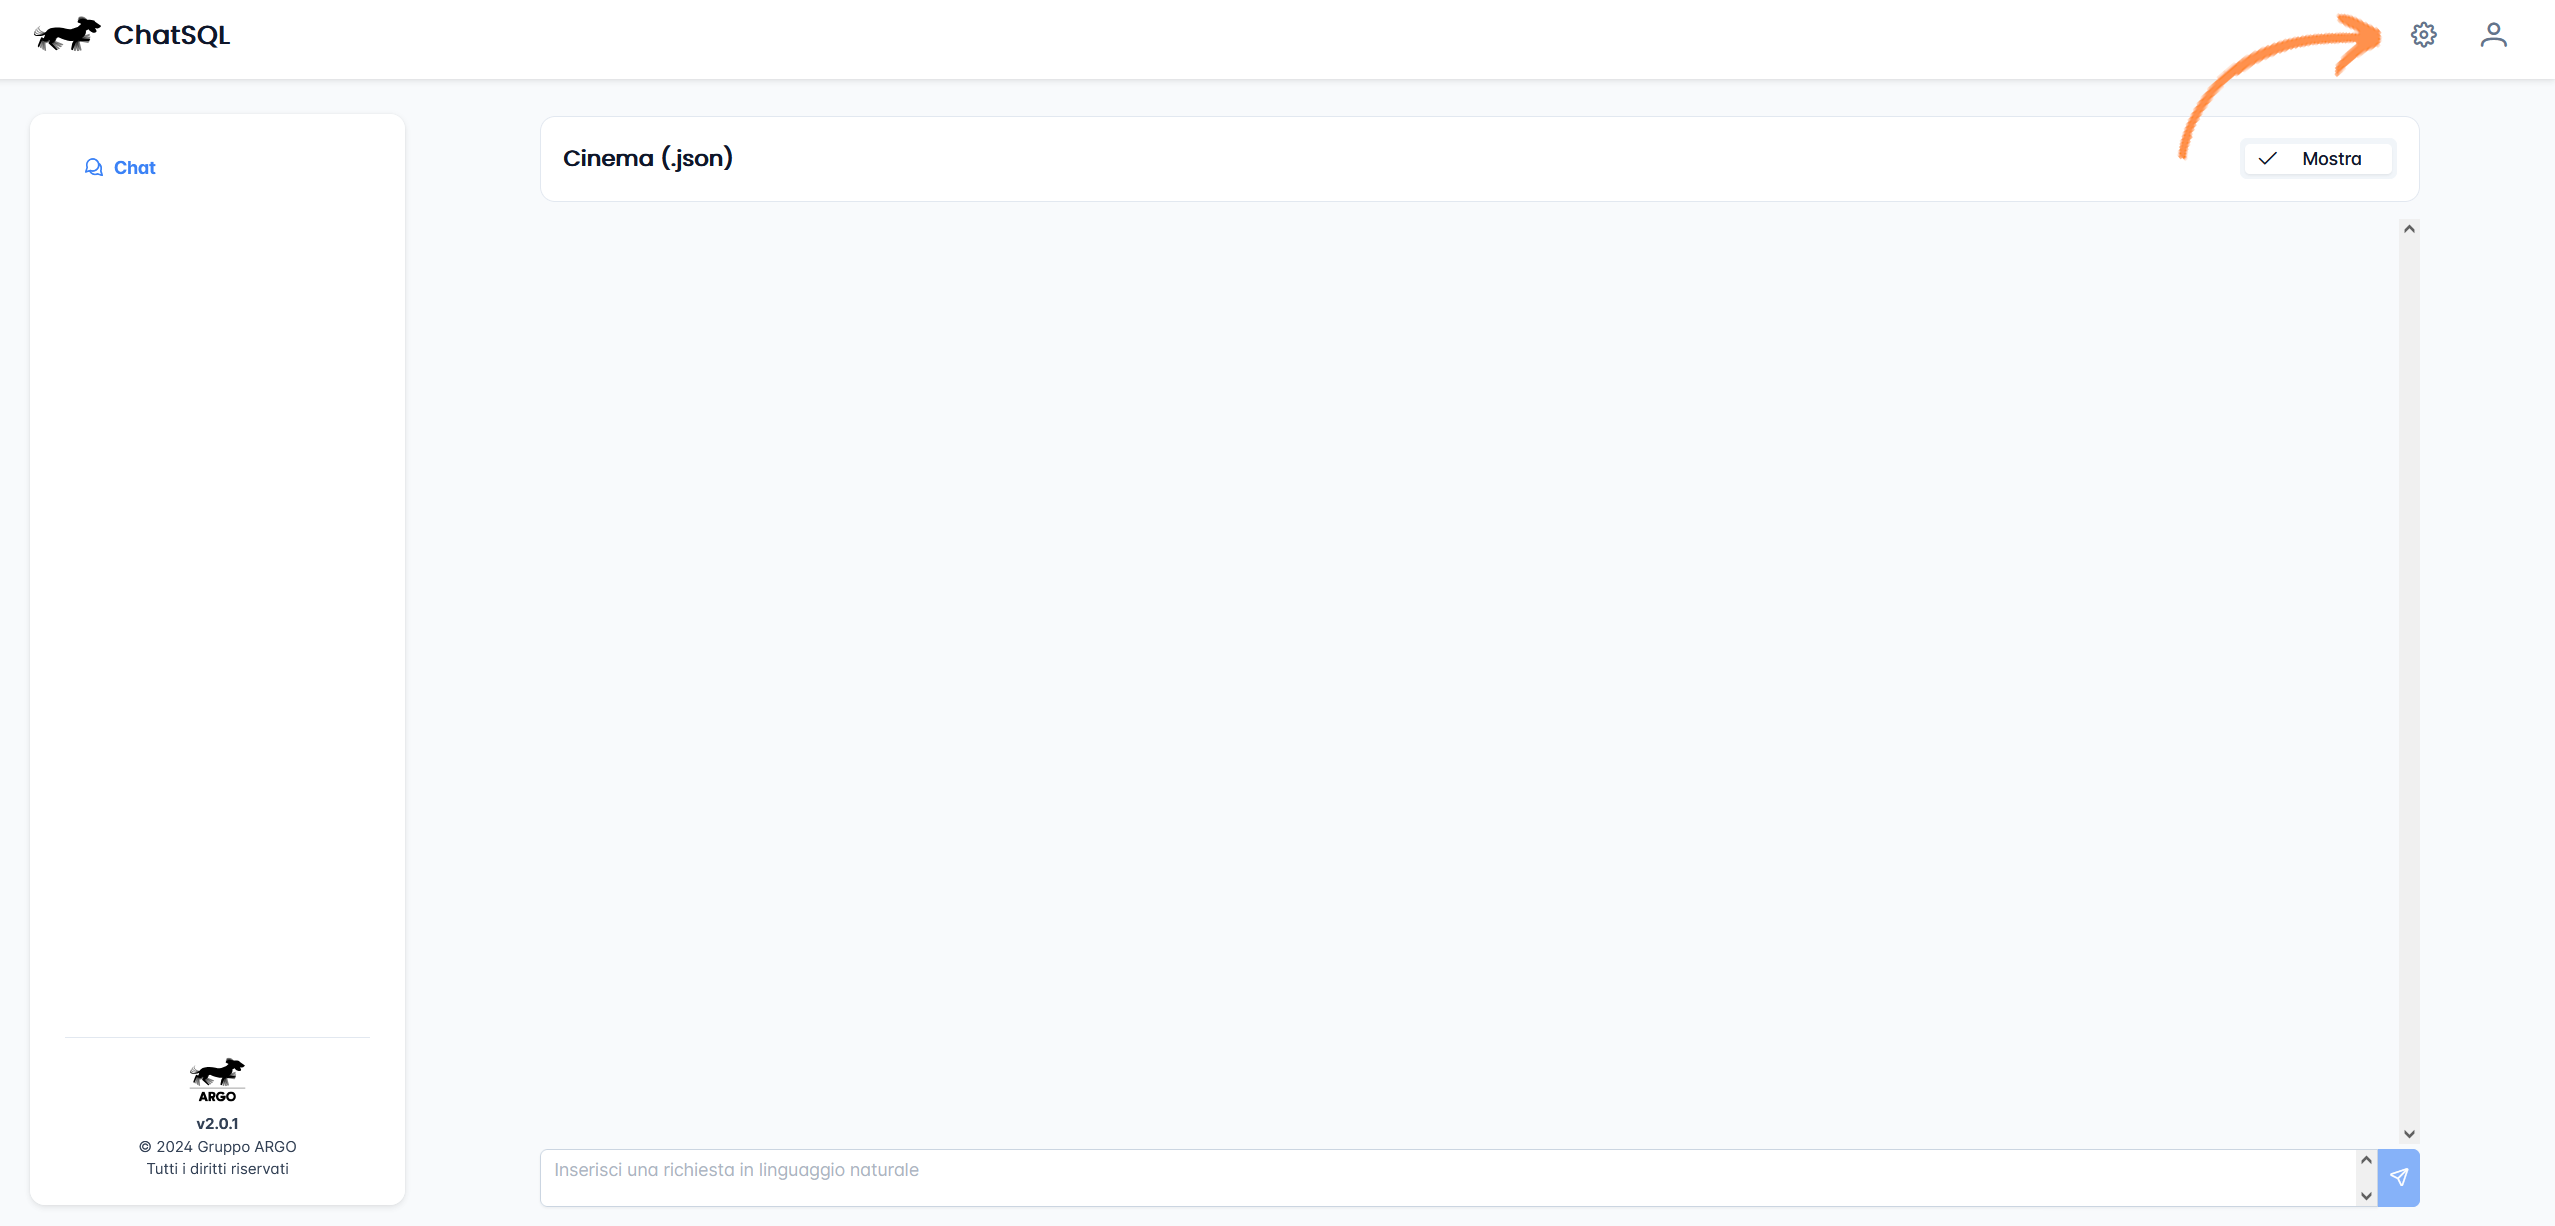 ChatSQL
Chat
Cinema (.json)
Mostra
Inserisci una richiesta in linguaggio naturale
ARGO
v2.0.1
© 2024 Gruppo ARGO
Tutti i diritti riservati